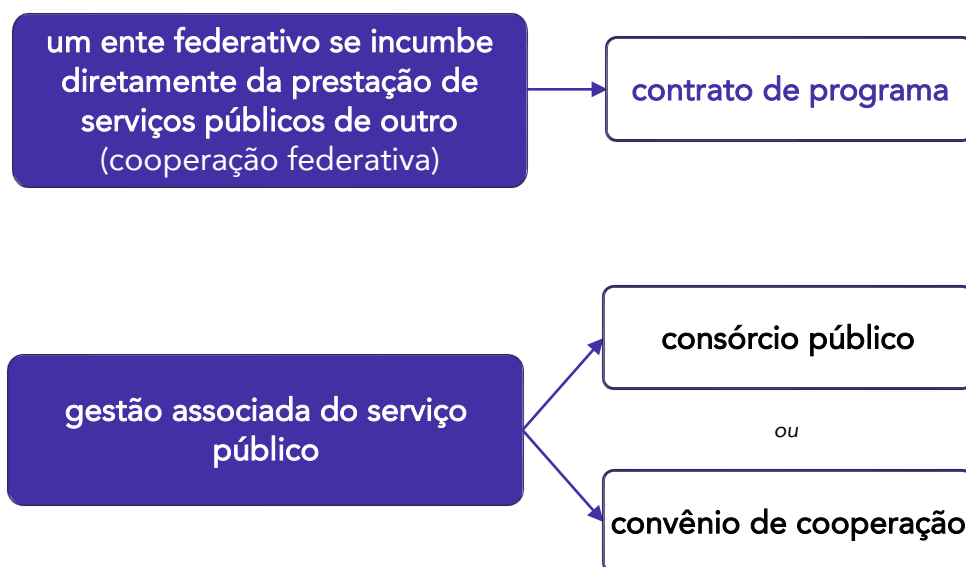 um ente federativo se incumbe
diretamente da prestação de
serviços públicos de outro
(cooperação federativa)
contrato de programa
consórcio público
gestão associada do serviço
público
ou
convênio de cooperação